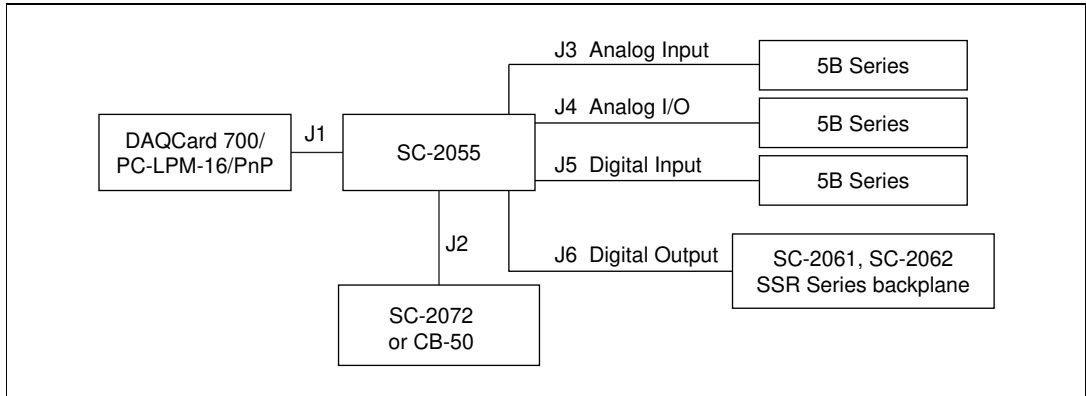 J3 Analog Input
5B Series
J4 Analog I/O
5B Series
DAQCard 700/
PC-LPM-16/PnP
J1
SC-2055
J5 Digital Input
5B Series
J2
J6 Digital Output
SC-2061, SC-2062
SSR Series backplane
SC-2072
or CB-50